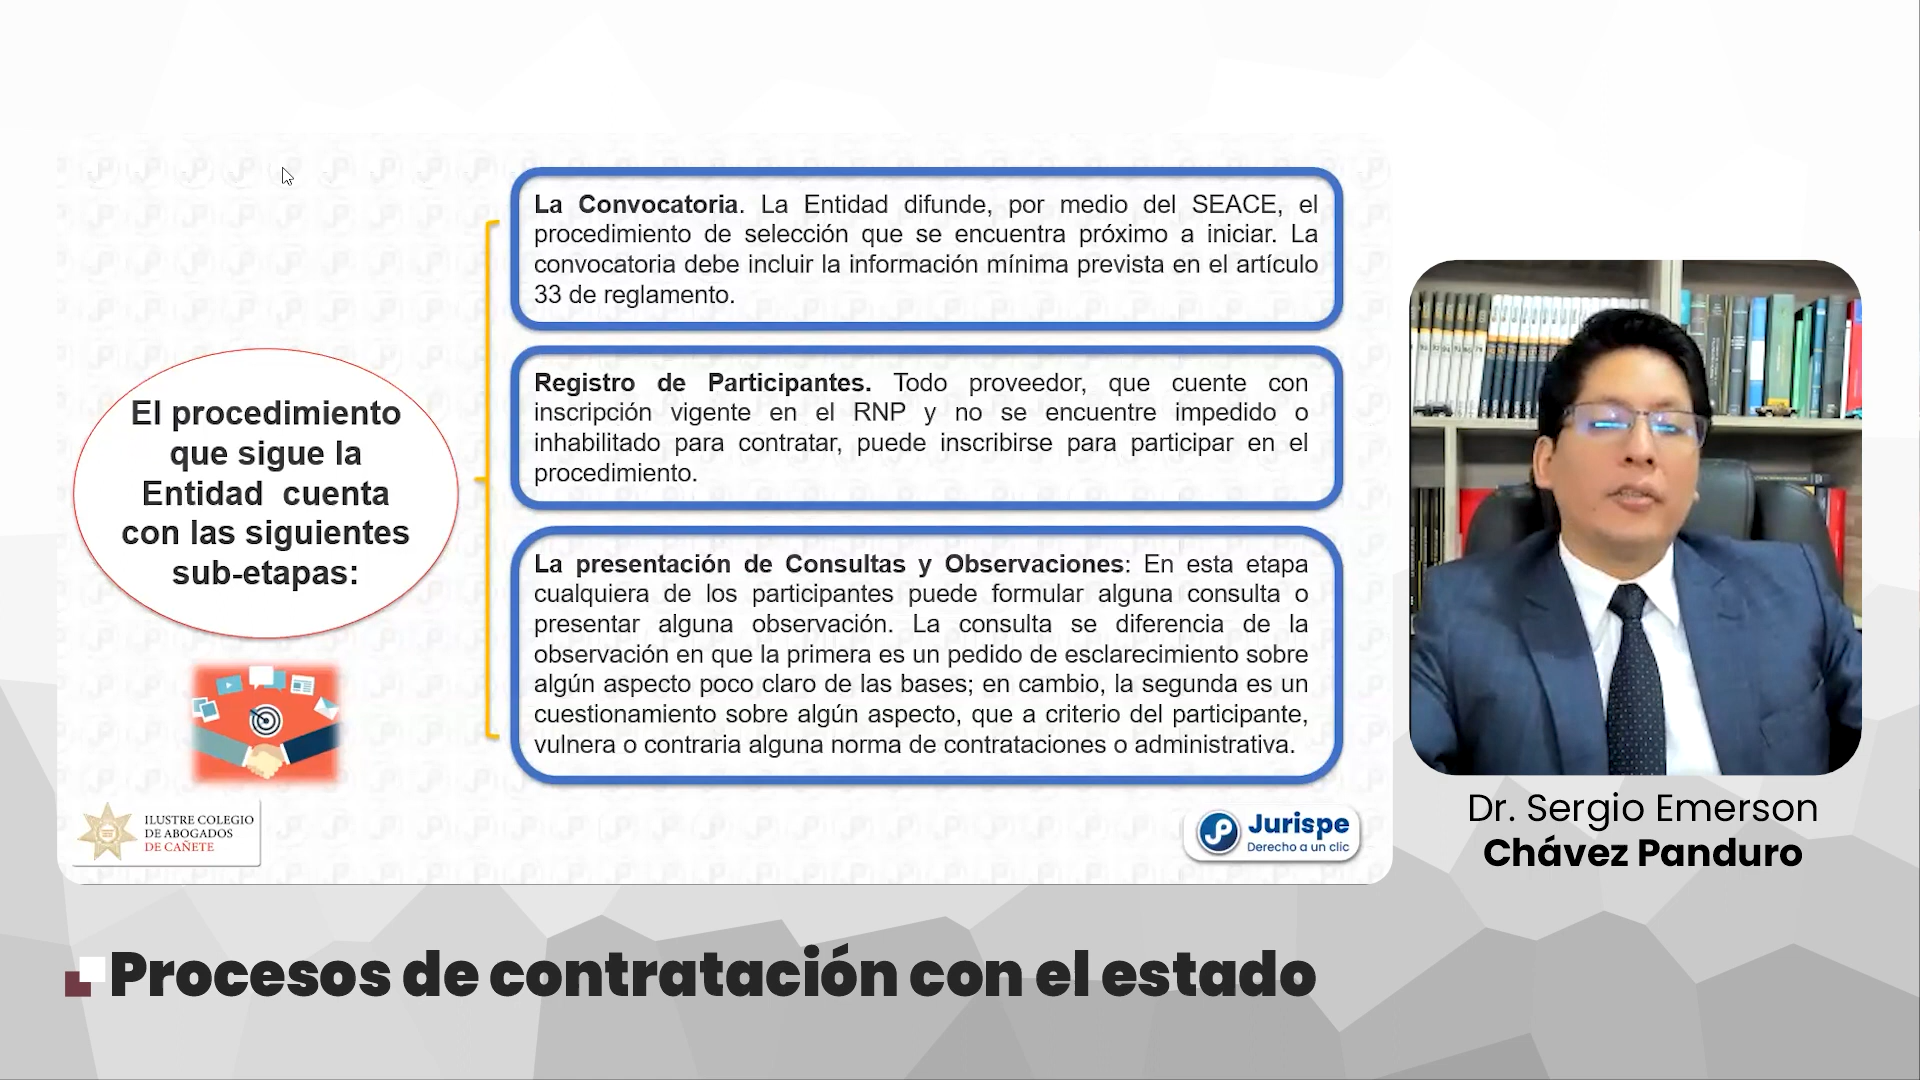 El procedimiento
que sigue la
Entidad cuenta
con las siguientes
sub-etapas:
La Convocatoria. La Entidad difunde, por medio del SEACE, el
procedimiento de selección que se encuentra próximo a iniciar. La
convocatoria debe incluir la información mínima prevista en el artículo
33 de reglamento.
Registro de Participantes. Todo proveedor, que cuente con
inscripción vigente en el RNP y no se encuentre impedido o
inhabilitado para contratar, puede inscribirse para participar en el
procedimiento.
La presentación de Consultas y Observaciones: En esta etapa
cualquiera de los participantes puede formular alguna consulta o
presentar alguna observación. La consulta se diferencia de la
observación en que la primera es un pedido de esclarecimiento sobre
algún aspecto poco claro de las bases; en cambio, la segunda es un
cuestionamiento sobre algún aspecto, que a criterio del participante,
vulnera o contraria alguna norma de contrataciones o administrativa.
ILUSTRE COLEGIO
DE ABOGADOS
DE CAÑETE
Jurispe
Derecho a un clic
Dr. Sergio Emerson
Chávez Panduro
Procesos de contratación con el estado